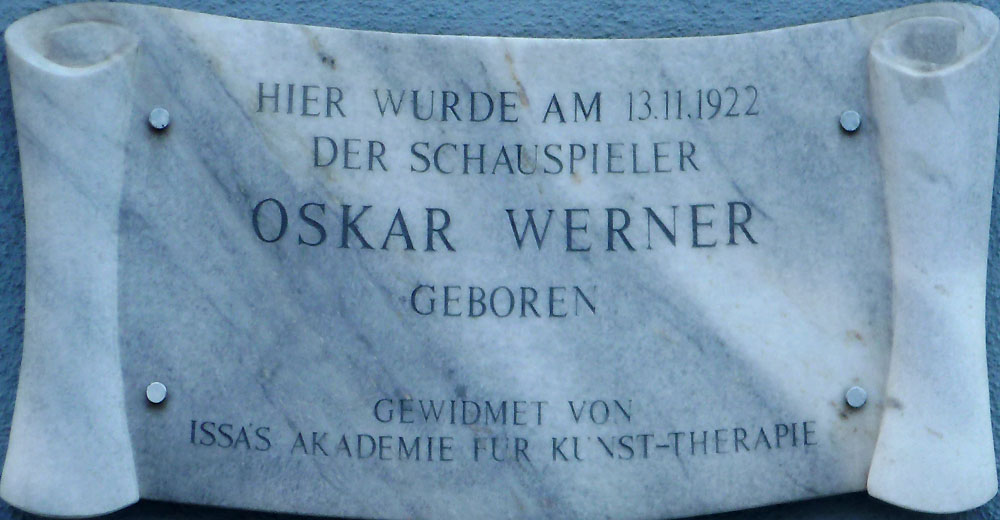 HIER WURDE AM 13.11.1922
DER SCHAUSPIELER
OSKAR WERNER
GEBOREN
GEWIDMET VON
ISSA'S AKADEMIE FÜR KUNST-THERAPIE